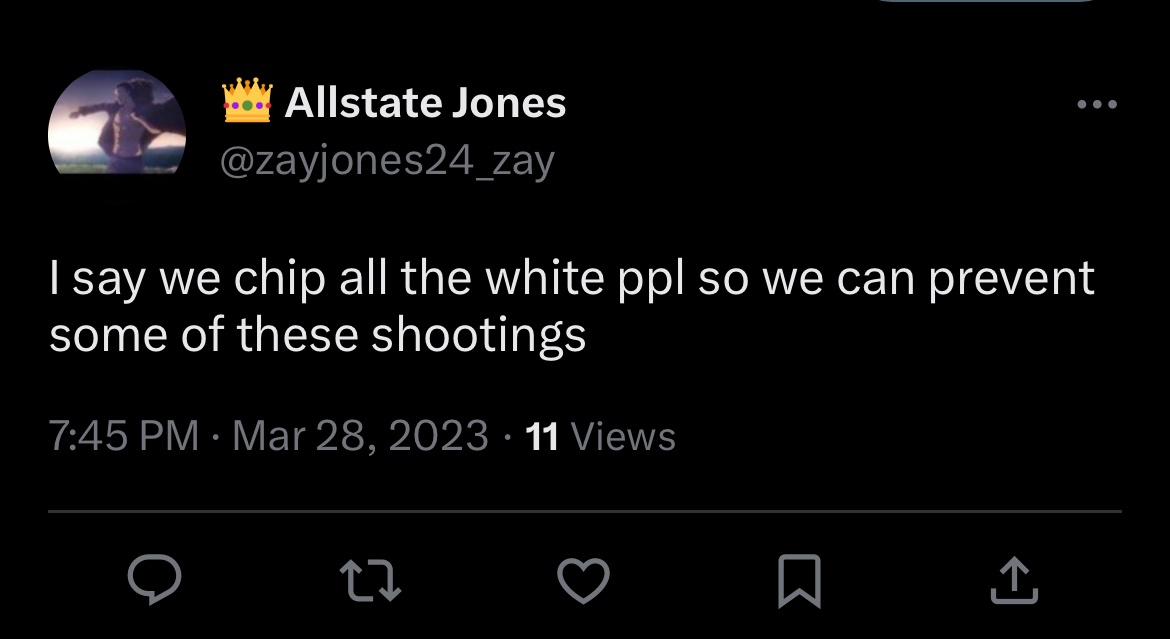 👑 Allstate Jones
@zayjones24_zay
I say we chip all the white ppl so we can prevent
some of these shootings
7:45 PM · Mar 28, 2023 · 11 Views